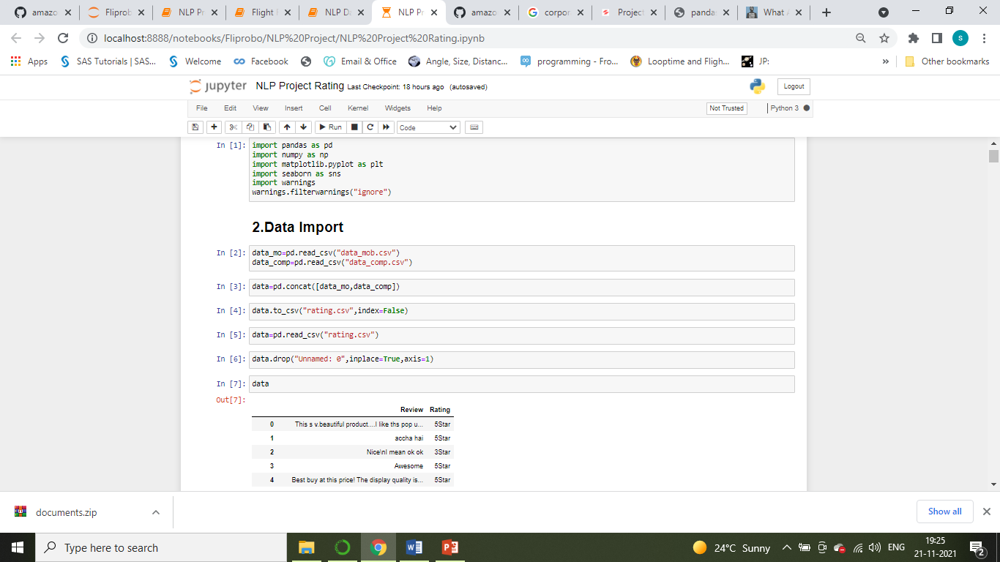 amazo
Fliprob
NLP Pr
Flight
NLP Da
NLP Pr
amazo
corpor
Project
panda
What
localhost:8888/notebooks/Fliprobo/NLP%20Project/NLP%20Project%20Rating.ipynb
s
Apps
SAS Tutorials | SAS...
Welcome
Facebook
Email & Office
Angle, Size, Distanc...
programming - Fro...
Looptime and Fligh...
JP:
»
Other bookmarks
jupyter NLP Project Rating Last Checkpoint: 18 hours ago (autosaved)
Logout
File Edit View Insert Cell Kernel Widgets Help
Not Trusted
Python 3
Run
Code
In [1]: import pandas as pd
import numpy as np
import matplotlib.pyplot as plt
import seaborn as sns
import warnings
warnings.filterwarnings("ignore")
2.Data Import
In [2]: data_mo=pd.read_csv("data_mob.csv")
data_comp=pd.read_csv("data_comp.csv")
In [3]: data=pd.concat([data_mo,data_comp])
In [4]: data.to_csv("rating.csv",index=False)
In [5]: data=pd.read_csv("rating.csv")
In [6]: data.drop("Unnamed: 0",inplace=True,axis=1)
In [7]: data
Out[7]:
Review Rating
0 This s v.beautiful product....I like ths pop u... 5Star
1 accha hai 5Star
2 Nice\nI mean ok ok 3Star
3 Awesome 5Star
4 Best buy at this price! The display quality is... 5Star
documents.zip
Show all
Type here to search
24°C Sunny
ENG
19:25
21-11-2021
2